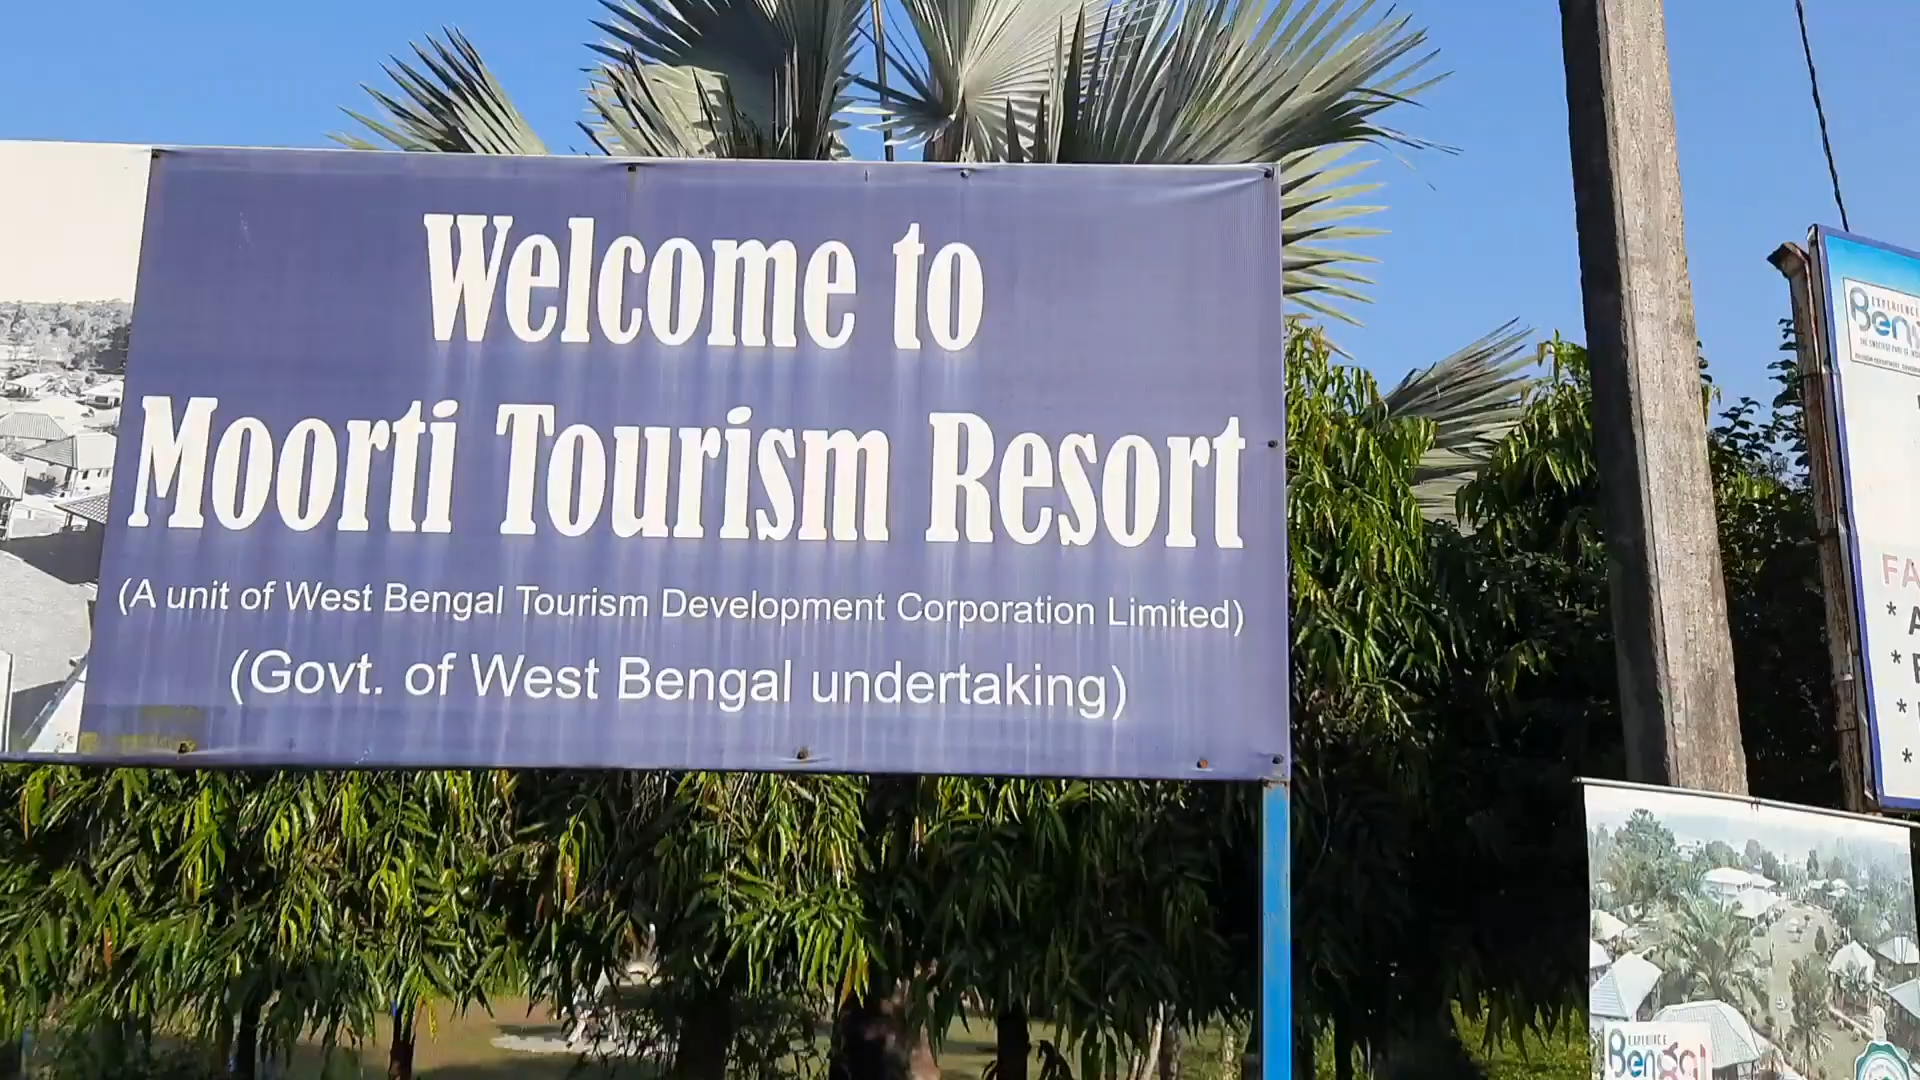 Welcome to
Moorti Tourism Resort
(A unit of West Bengal Tourism Development Corporation Limited)
(Govt. of West Bengal undertaking)
EXPERIENCE
Bengal